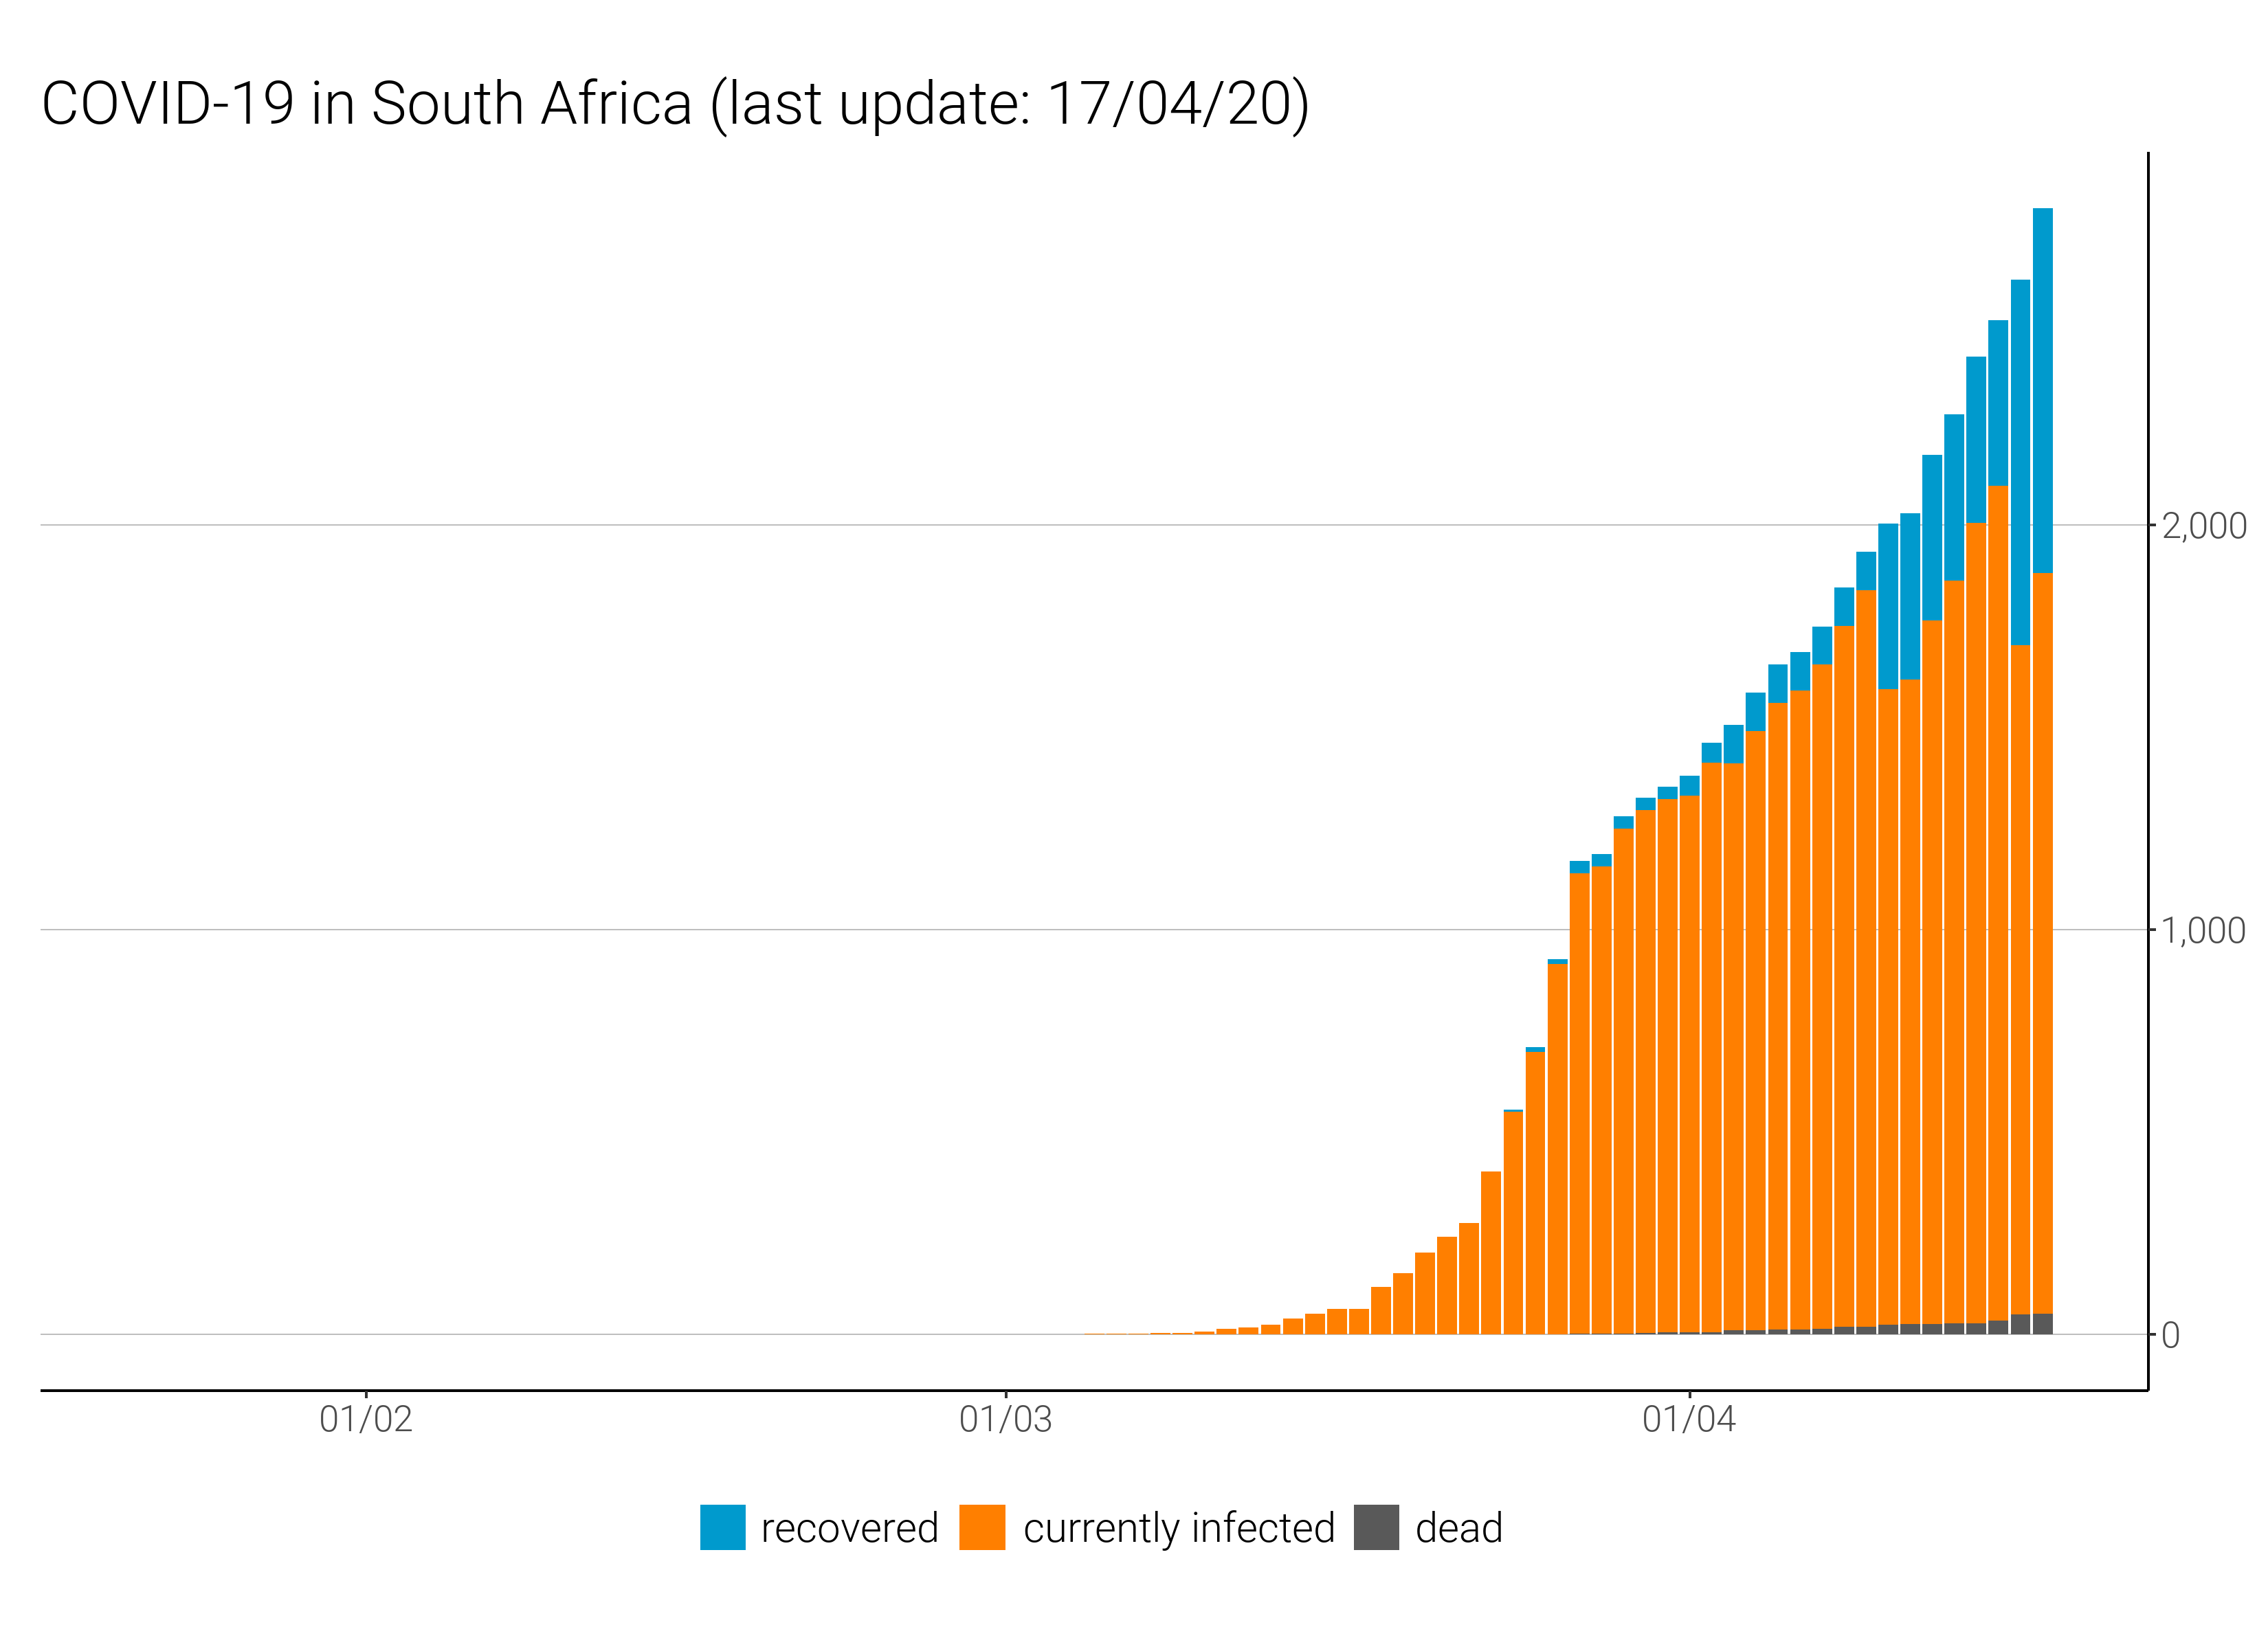 COVID-19 in South Africa (last update: 17/04/20)
2,000
1,000
0
01/02 01/03 01/04
recovered currently infected dead